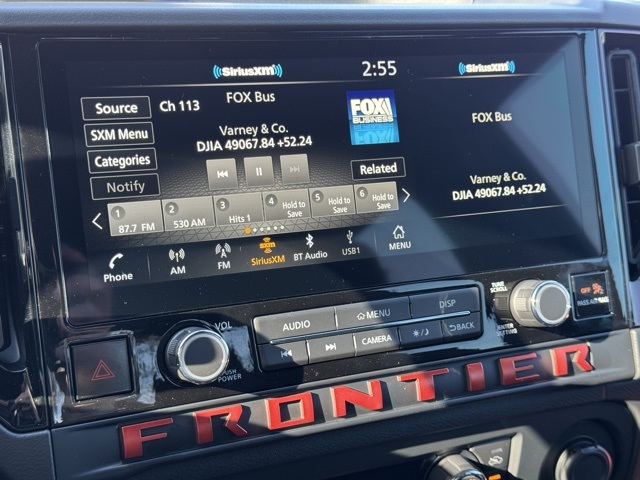 SiriusXM
2:55
SiriusXM
Source
Ch 113
FOX Bus
SXM Menu
Categories
Notify
Varney & Co.
DJIA 49067.84 +52.24
FOX
BUSINESS
Related
FOX Bus
Varney & Co.
DJIA 49067.84 +52.24
1 87.7 FM
2 530 AM
3 Hits 1
4 Hold to Save
5 Hold to Save
6 Hold to Save
Phone
AM
FM
SXM
SiriusXM
BT Audio
USB1
MENU
VOL
PUSH
POWER
AUDIO
MENU
DISP
CAMERA
BACK
TUNE
SCROLL
ENTER
SETTING
OFF
PASS AIR BAG
FRONTIER